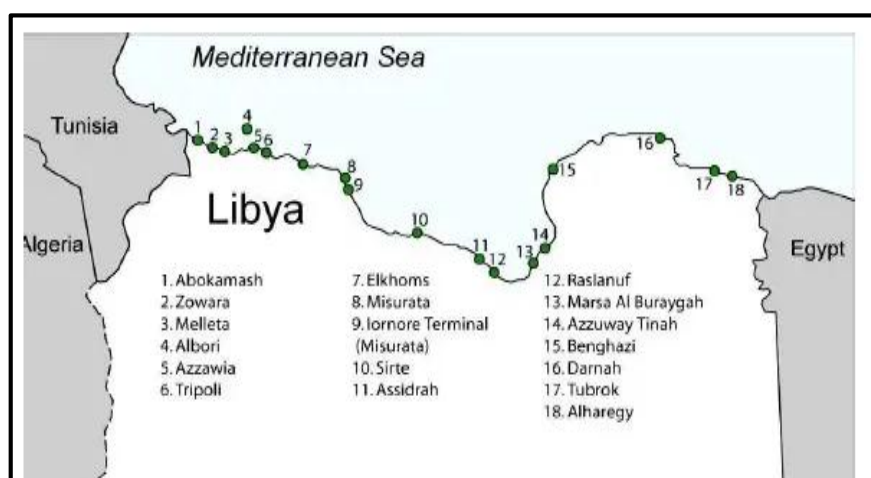 Mediterranean Sea
Tunisia
Algeria
Libya
Egypt
1
2
3
4
5
6
7
8
9
10
11
12
13
14
15
16
17
18
1. Abokamash
2. Zowara
3. Melleta
4. Albori
5. Azzawia
6. Tripoli
7. Elkhoms
8. Misurata
9. Iornore Terminal
(Misurata)
10. Sirte
11. Assidrah
12. Raslanuf
13. Marsa Al Buraygah
14. Azzuway Tinah
15. Benghazi
16. Darnah
17. Tubrok
18. Alharegy